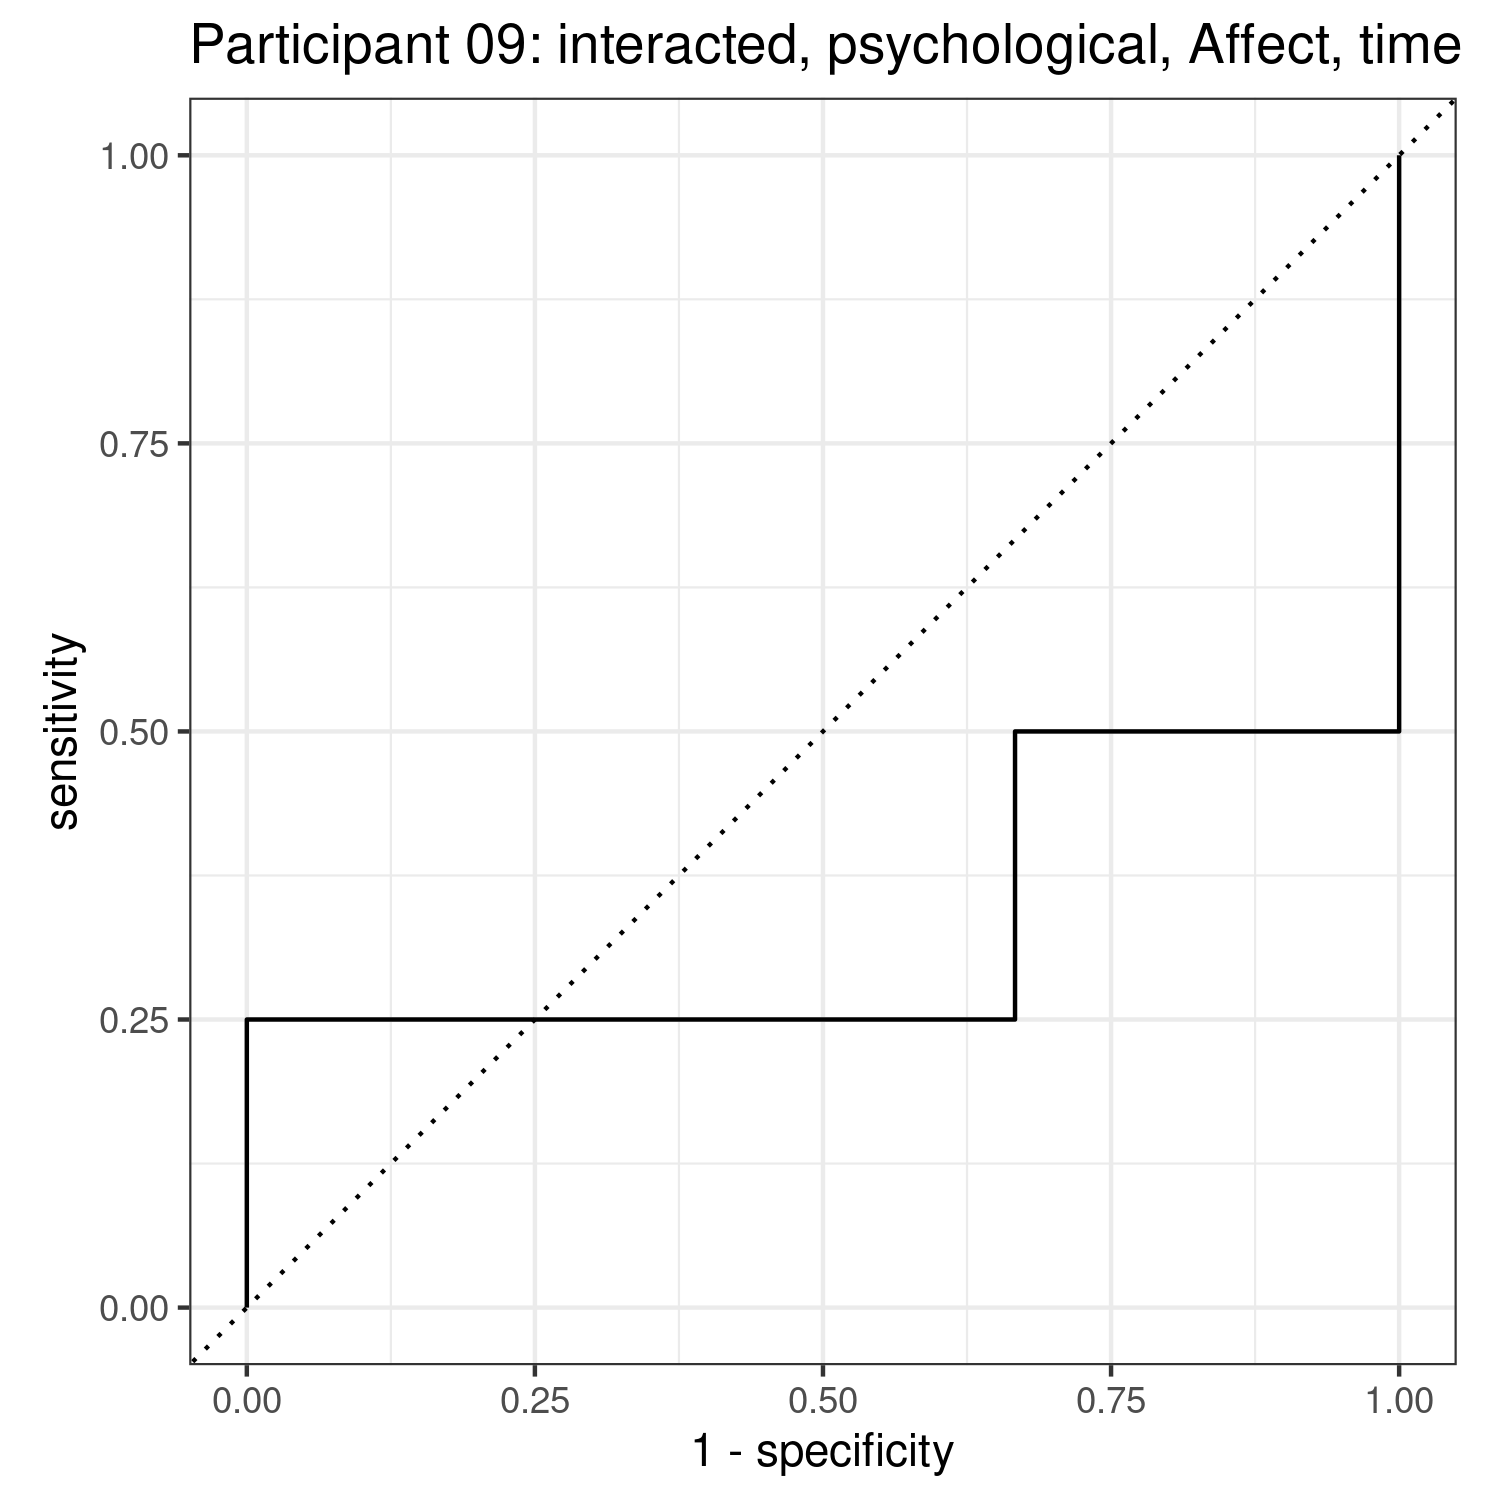 Participant 09: interacted, psychological, Affect, time
1.00
0.75
0.50
0.25
0.00
sensitivity
0.00 0.25 0.50 0.75 1.00
1 - specificity